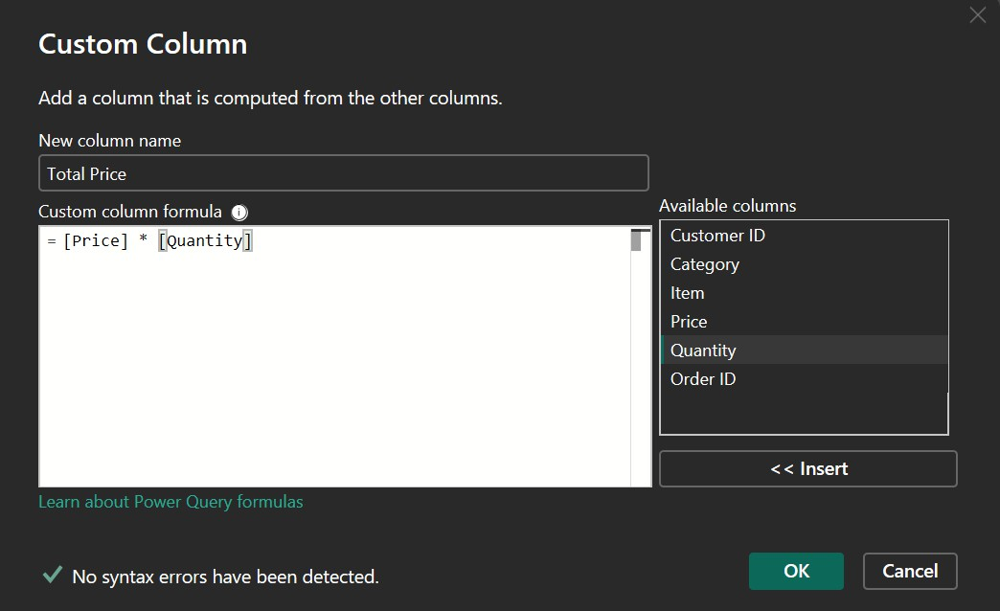 Custom Column
Add a column that is computed from the other columns.
New column name
Total Price
Custom column formula
= [Price] * [Quantity]
Available columns
Customer ID
Category
Item
Price
Quantity
Order ID
<< Insert
Learn about Power Query formulas
No syntax errors have been detected.
OK
Cancel